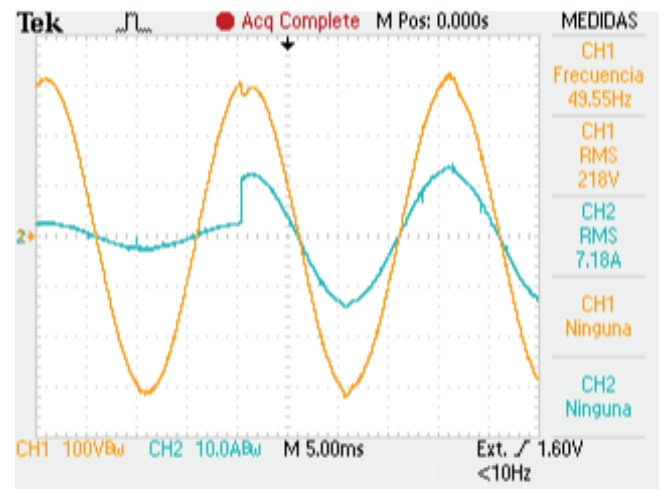 Tek Acq Complete M Pos: 0.000s MEDIDAS
CH1
Frecuencia
49.55Hz
CH1
RMS
218V
CH2
RMS
7.18A
CH1
Ninguna
CH2
Ninguna
2
CH1 100VBw CH2 10.0ABw M 5.00ms Ext. 1.60V
<10Hz